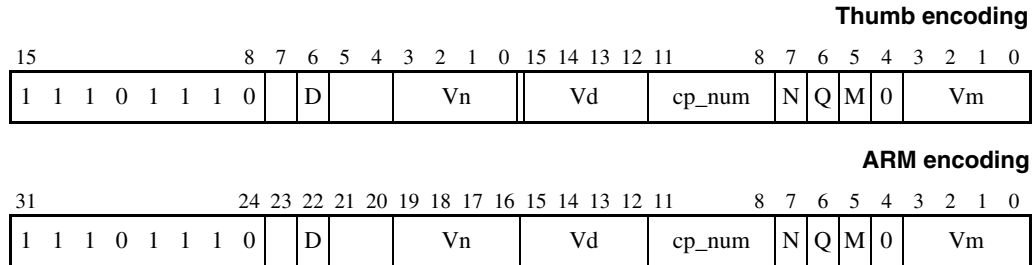 Thumb encoding
15 8 7 6 5 4 3 2 1 0 15 14 13 12 11 8 7 6 5 4 3 2 1 0
1 1 1 0 1 1 1 0 D Vn Vd cp_num N Q M 0 Vm
ARM encoding
31 24 23 22 21 20 19 18 17 16 15 14 13 12 11 8 7 6 5 4 3 2 1 0
1 1 1 0 1 1 1 0 D Vn Vd cp_num N Q M 0 Vm